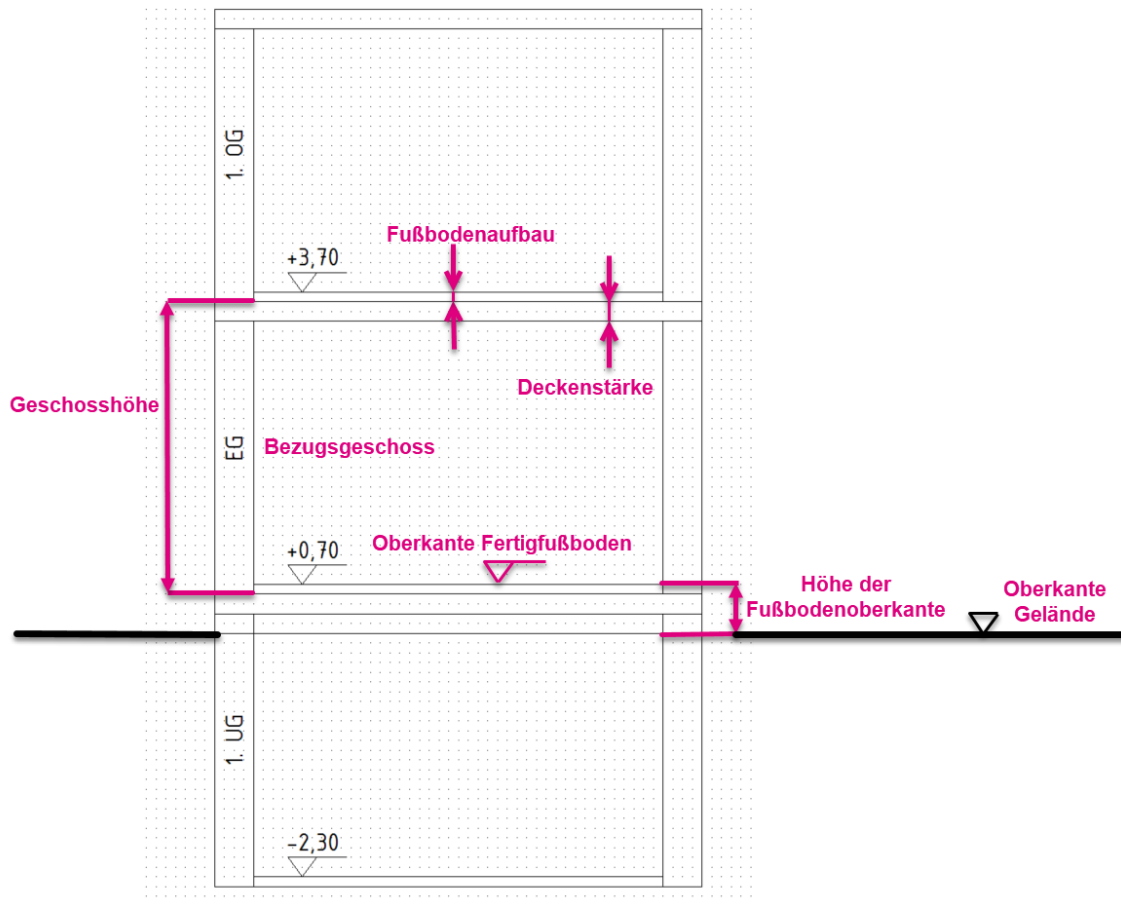 1. OG
Fußbodenaufbau
+3,70
Deckenstärke
Geschosshöhe
EG
Bezugsgeschoss
Oberkante Fertigfußboden
+0,70
Höhe der
Fußbodenoberkante
Oberkante
Gelände
1. UG
-2,30